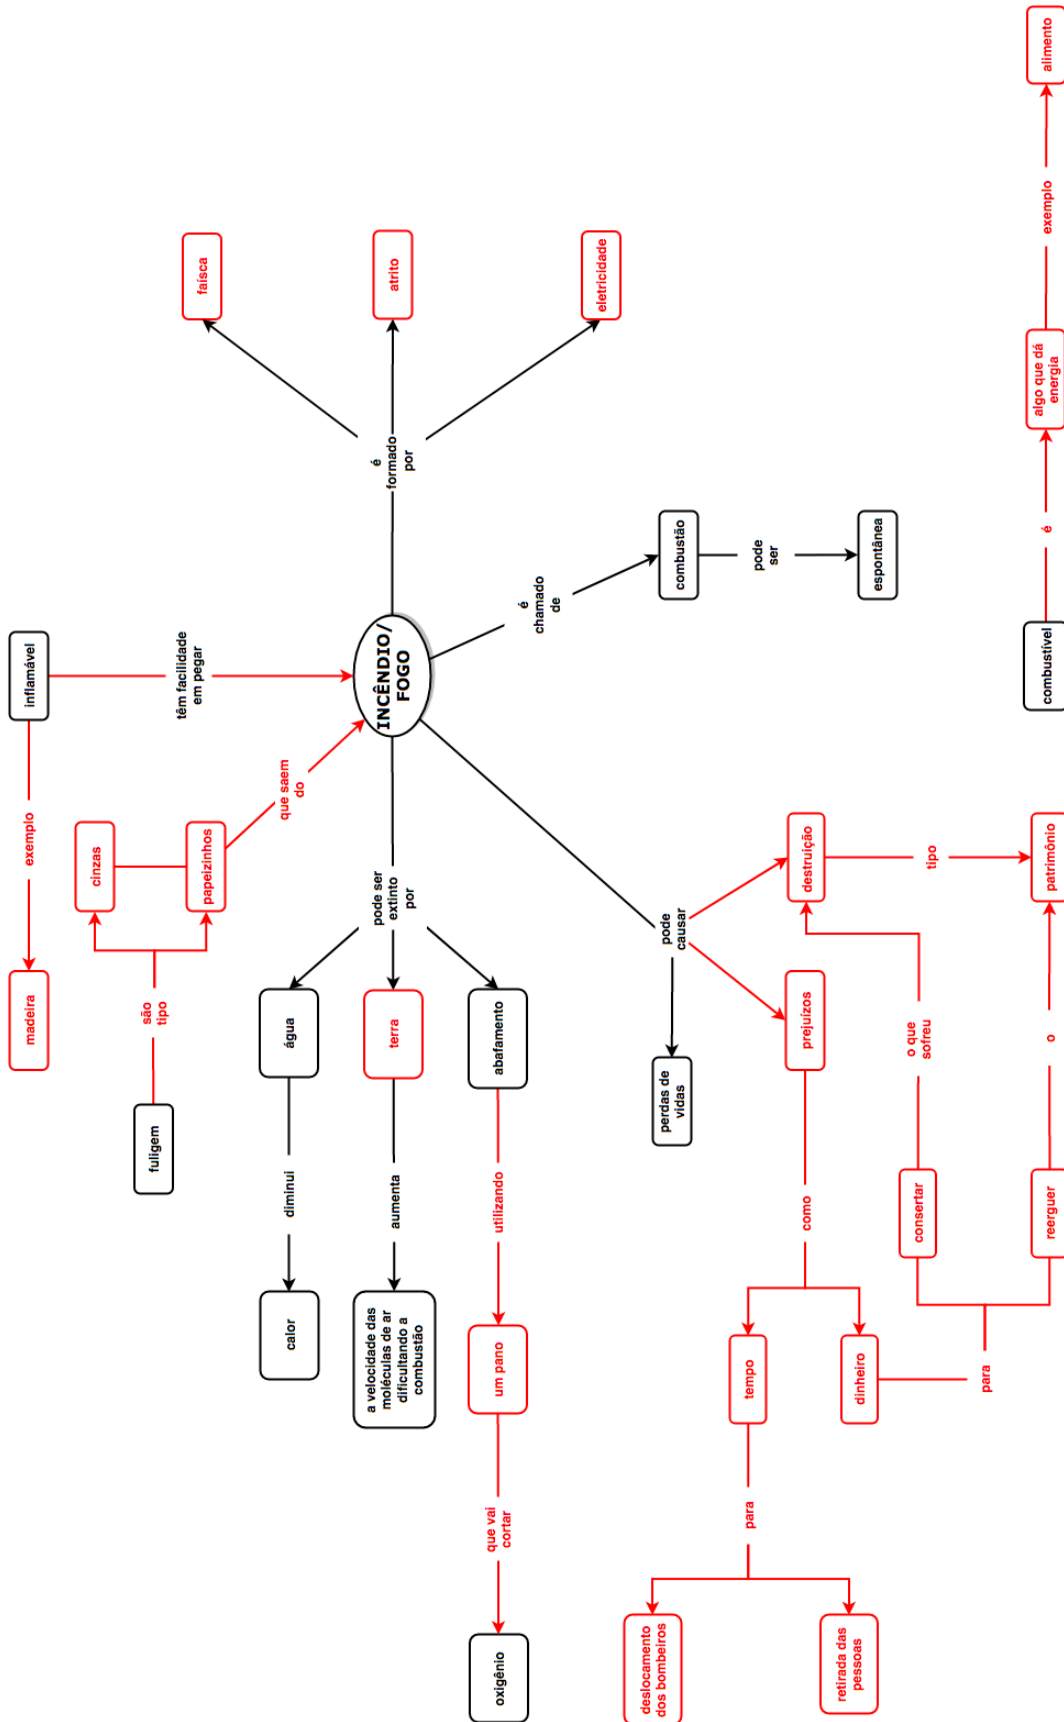 alimento
faísca
atrito
eletricidade
exemplo
algo que dá
energia
é
formado
por
combustão
pode
ser
espontânea
é
é
chamado
de
inflamável
têm facilidade
em pegar
INCÊNDIO/
FOGO
combustível
exemplo
cinzas
papeizinhos
que saem
do
madeira
são
tipo
fuligem
pode ser
extinto
por
água
terra
abafamento
diminui
aumenta
utilizando
calor
a velocidade das
moléculas de ar
dificultando a
combustão
um pano
que vai
cortar
oxigênio
pode
causar
perdas de
vidas
prejuízos
destruição
tipo
patrimônio
o que
sofreu
o
como
consertar
reerguer
tempo
dinheiro
para
para
deslocamento
dos bombeiros
retirada das
pessoas